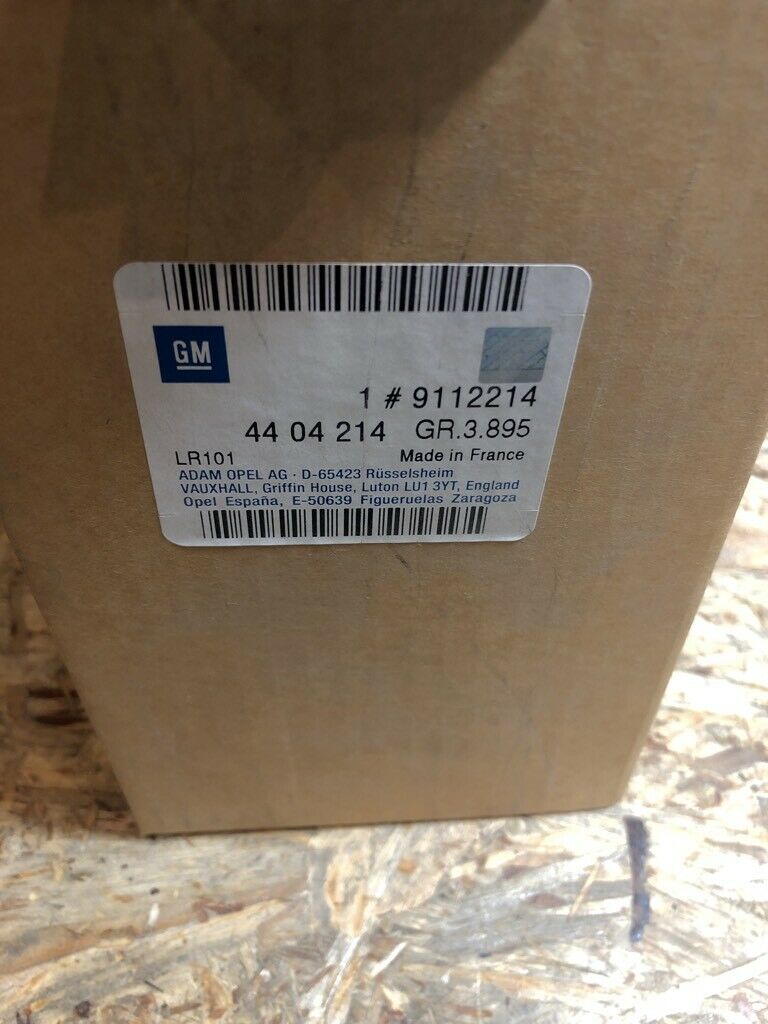 GM
1 # 9112214
44 04 214 GR.3.895
LR101 Made in France
ADAM OPEL AG · D-65423 Rüsselsheim
VAUXHALL, Griffin House, Luton LU1 3YT, England
Opel España, E-50639 Figueruelas Zaragoza